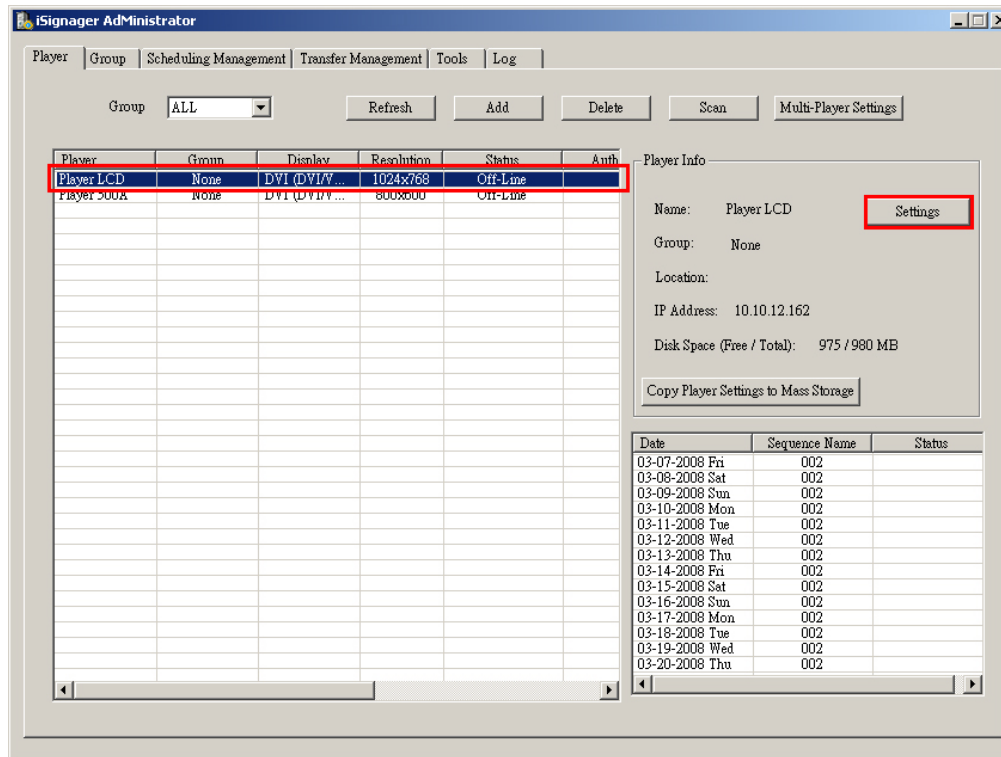 iSignager AdMinistrator
Player Group Scheduling Management Transfer Management Tools Log
Group ALL Refresh Add Delete Scan Multi-Player Settings
Player Group Display Resolution Status Auth
Player LCD None DVI (DVI/V... 1024x768 Off-Line
Player 500A None DVI (DVI/V... 800x600 Off-Line
Player Info
Name: Player LCD Settings
Group: None
Location:
IP Address: 10.10.12.162
Disk Space (Free / Total): 975 / 980 MB
Copy Player Settings to Mass Storage
Date Sequence Name Status
03-07-2008 Fri 002
03-08-2008 Sat 002
03-09-2008 Sun 002
03-10-2008 Mon 002
03-11-2008 Tue 002
03-12-2008 Wed 002
03-13-2008 Thu 002
03-14-2008 Fri 002
03-15-2008 Sat 002
03-16-2008 Sun 002
03-17-2008 Mon 002
03-18-2008 Tue 002
03-19-2008 Wed 002
03-20-2008 Thu 002